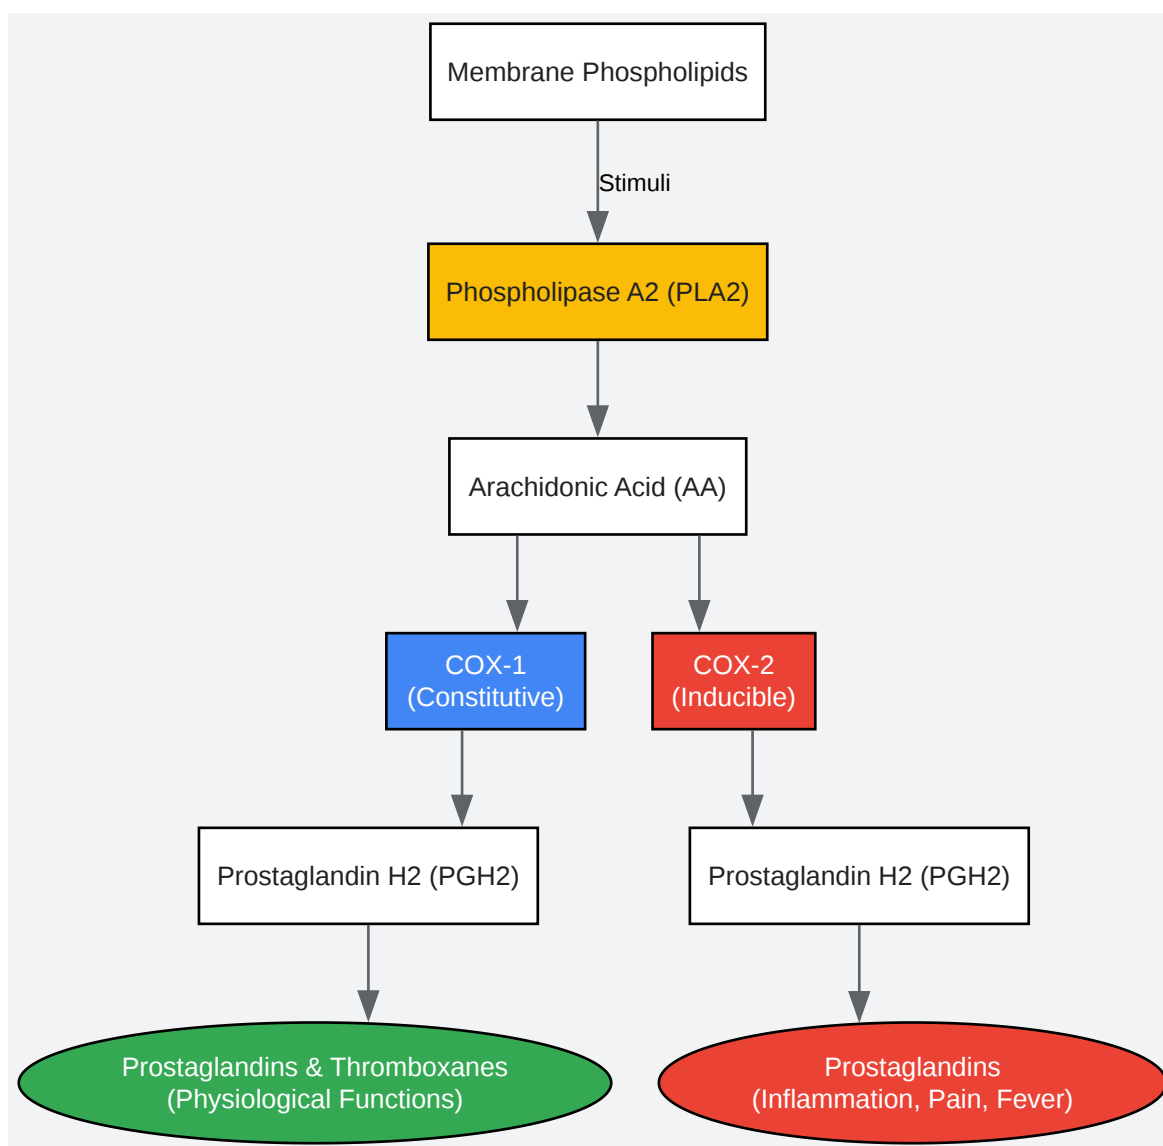 Membrane Phospholipids
Stimuli
Phospholipase A2 (PLA2)
Arachidonic Acid (AA)
COX-1
(Constitutive)
COX-2
(Inducible)
Prostaglandin H2 (PGH2)
Prostaglandin H2 (PGH2)
Prostaglandins & Thromboxanes
(Physiological Functions)
Prostaglandins
(Inflammation, Pain, Fever)